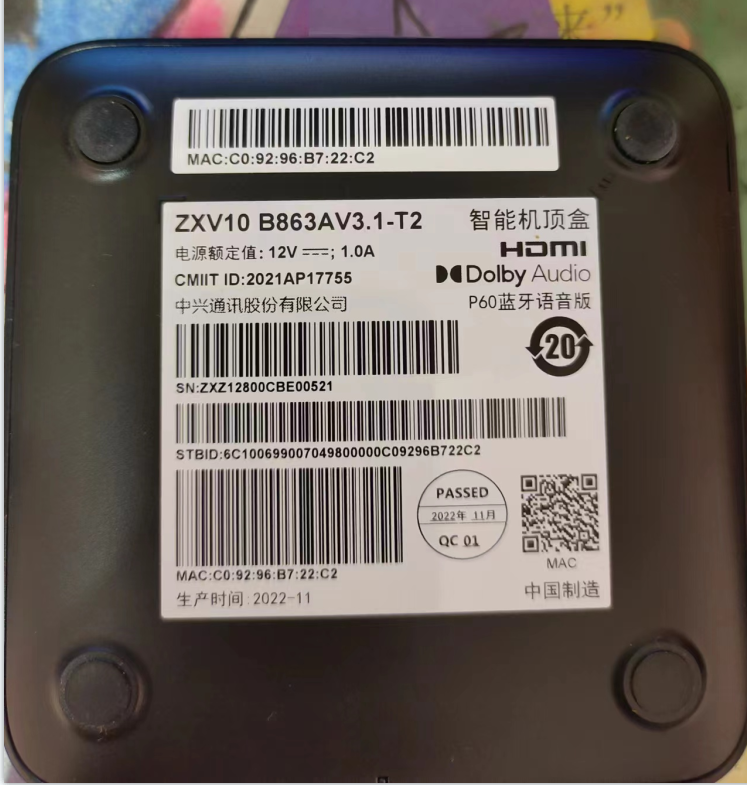 来”
MAC:C0:92:96:B7:22:C2
ZXV10 B863AV3.1-T2 智能机顶盒
电源额定值: 12V ⎓; 1.0A HDMI
CMIIT ID:2021AP17755 Dolby Audio
中兴通讯股份有限公司 P60蓝牙语音版
20
SN:ZXZ12800CBE00521
STBID:6C100699007049800000C09296B722C2
PASSED
2022年 11月
QC 01
MAC
MAC:C0:92:96:B7:22:C2
生产时间:2022-11 中国制造